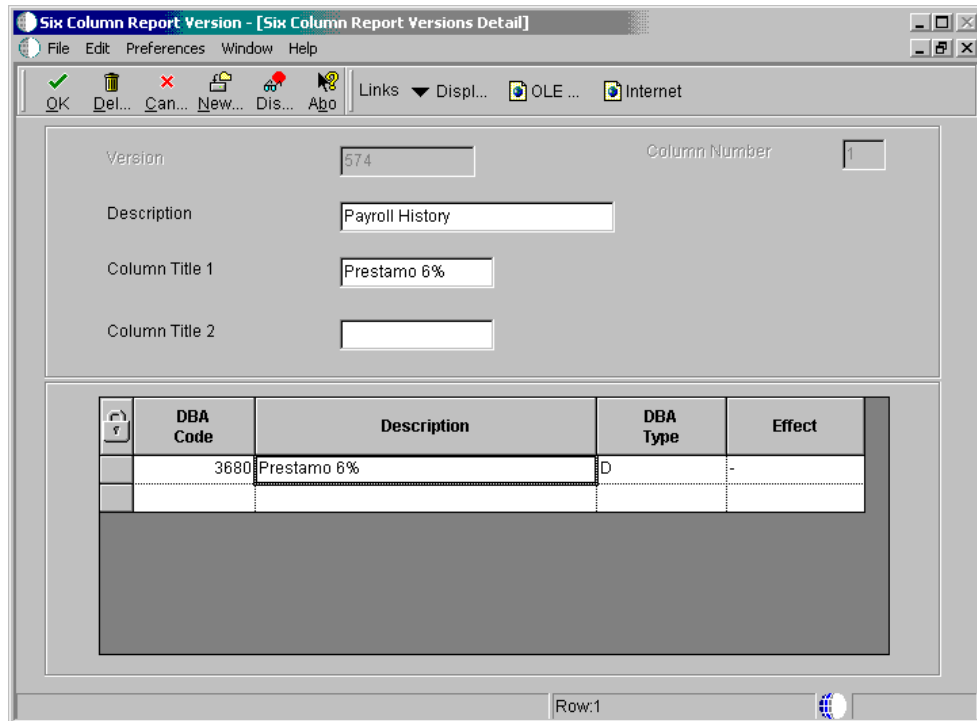 Six Column Report Version - [Six Column Report Versions Detail]
File Edit Preferences Window Help
OK Del... Can... New... Dis... Abo Links Displ... OLE ... Internet
Version 574 Column Number 1
Description Payroll History
Column Title 1 Prestamo 6%
Column Title 2
DBA Code Description DBA Type Effect
3680 Prestamo 6% D -
Row:1